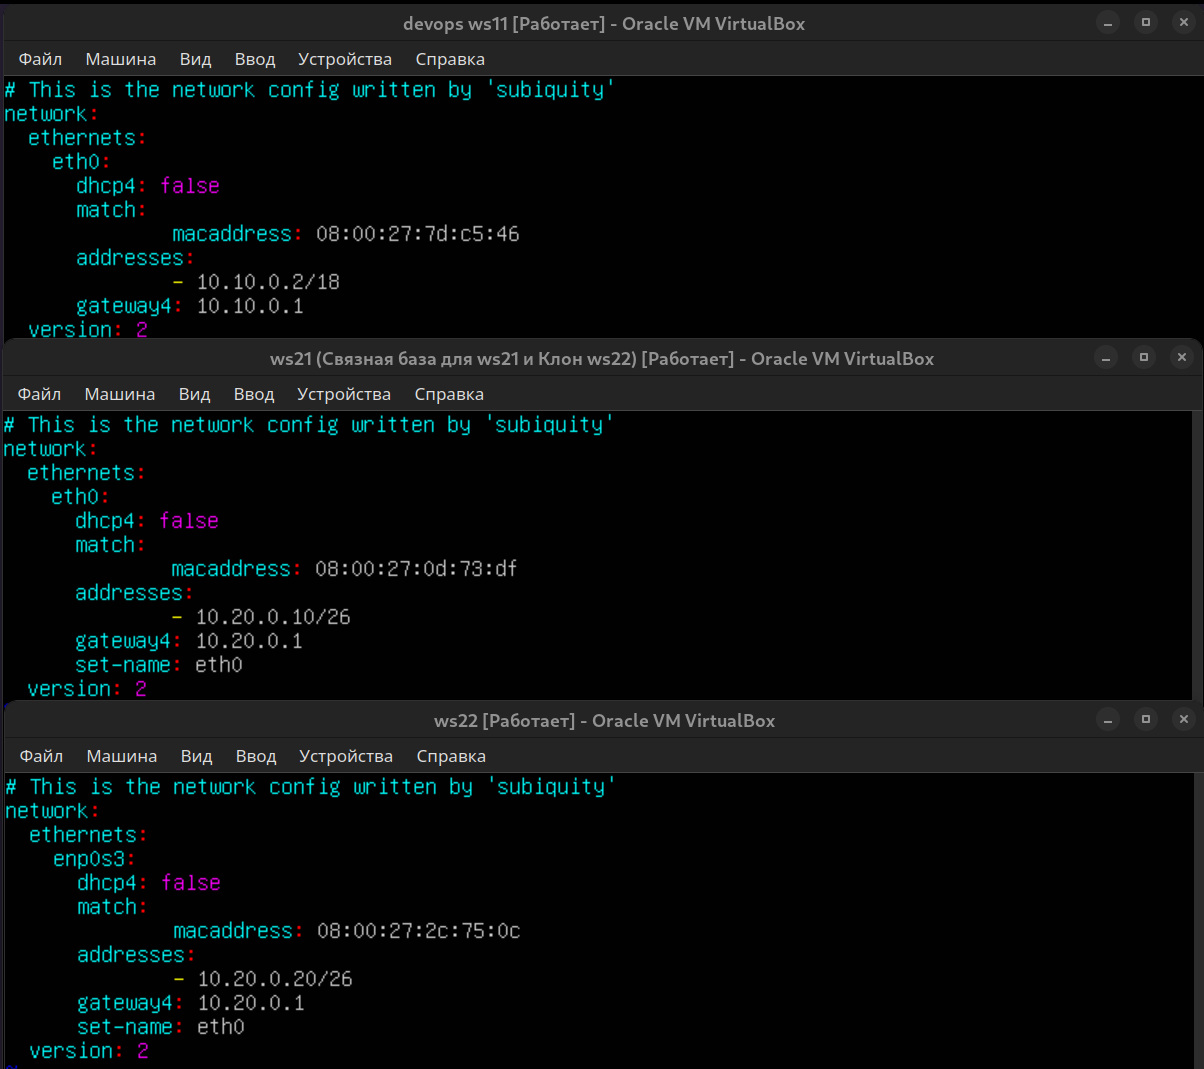 devops ws11 [Работает] - Oracle VM VirtualBox
Файл Машина Вид Ввод Устройства Справка
# This is the network config written by 'subiquity'
network:
  ethernets:
    eth0:
      dhcp4: false
      match:
              macaddress: 08:00:27:7d:c5:46
      addresses:
              - 10.10.0.2/18
      gateway4: 10.10.0.1
  version: 2
ws21 (Связная база для ws21 и Клон ws22) [Работает] - Oracle VM VirtualBox
Файл Машина Вид Ввод Устройства Справка
# This is the network config written by 'subiquity'
network:
  ethernets:
    eth0:
      dhcp4: false
      match:
              macaddress: 08:00:27:0d:73:df
      addresses:
              - 10.20.0.10/26
      gateway4: 10.20.0.1
      set-name: eth0
  version: 2
ws22 [Работает] - Oracle VM VirtualBox
Файл Машина Вид Ввод Устройства Справка
# This is the network config written by 'subiquity'
network:
  ethernets:
    enp0s3:
      dhcp4: false
      match:
              macaddress: 08:00:27:2c:75:0c
      addresses:
              - 10.20.0.20/26
      gateway4: 10.20.0.1
      set-name: eth0
  version: 2